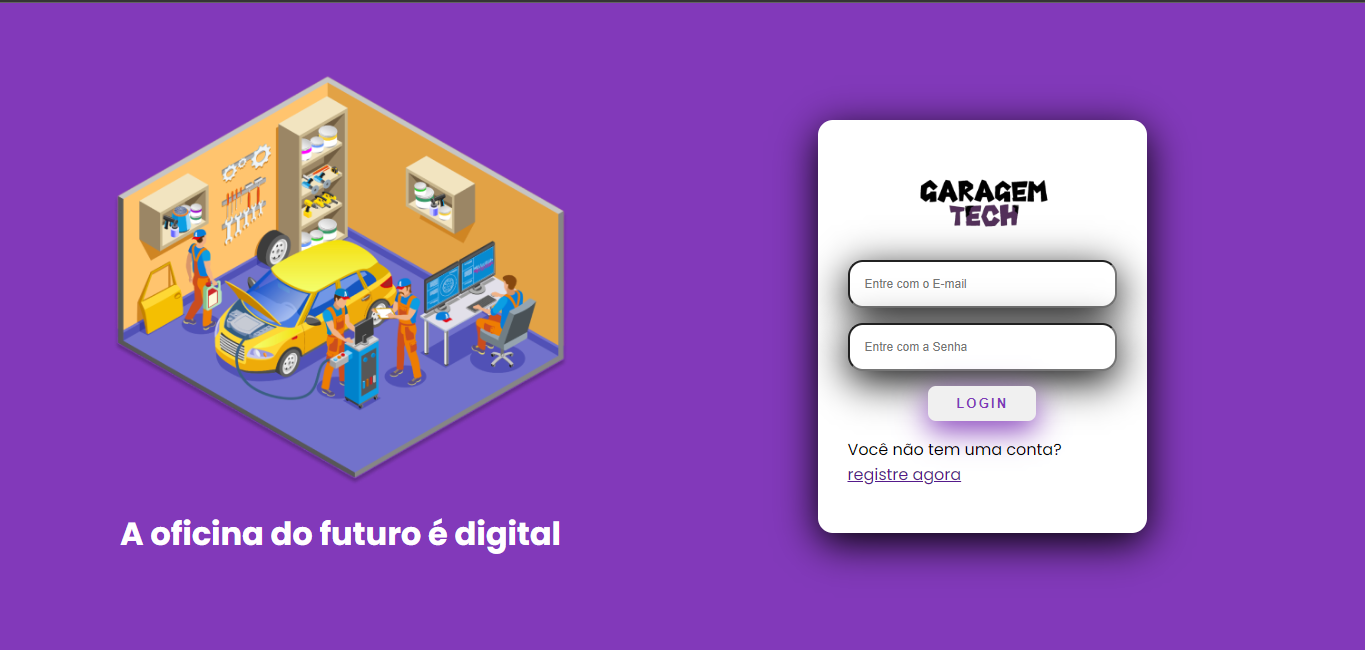 GARAGEM
TECH
Entre com o E-mail
Entre com a Senha
LOGIN
Você não tem uma conta?
registre agora
A oficina do futuro é digital